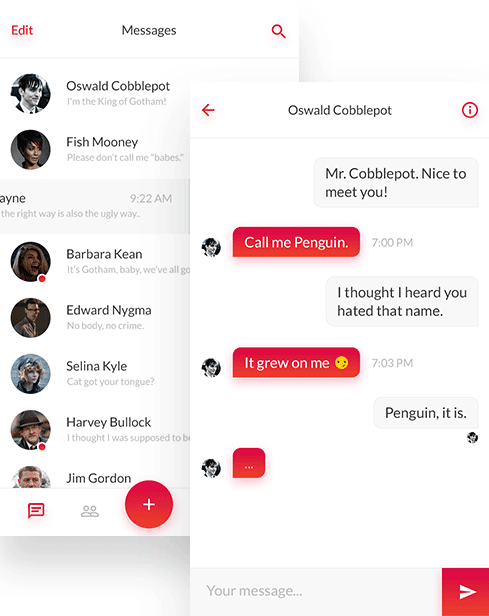 Edit
Messages
Oswald Cobblepot
I'm the King of Gotham!
Fish Mooney
Please don't call me "babes."
ayne
9:22 AM
the right way is also the ugly way..
Barbara Kean
It's Gotham, baby, we've all go
Edward Nygma
No body, no crime.
Selina Kyle
Cat got your tongue?
Harvey Bullock
I thought I was supposed to be
Jim Gordon
+
Oswald Cobblepot
Mr. Cobblepot. Nice to
meet you!
Call me Penguin.
7:00 PM
I thought I heard you
hated that name.
It grew on me 😏
7:03 PM
Penguin, it is.
...
Your message...